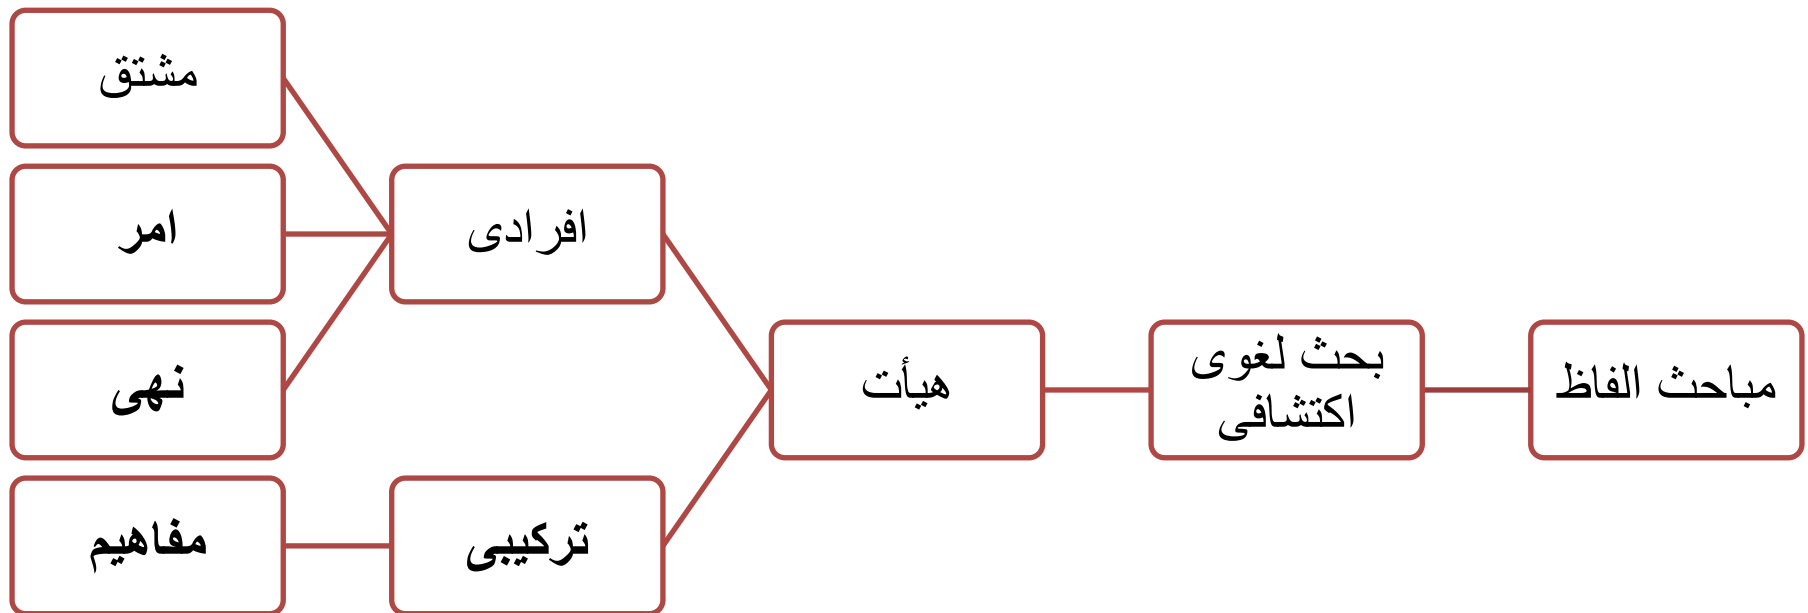 مباحث الفاظ
بحث لغوی
اکتشافی
هیأت
افرادی
مشتق
امر
نهی
ترکیبی
مفاهیم